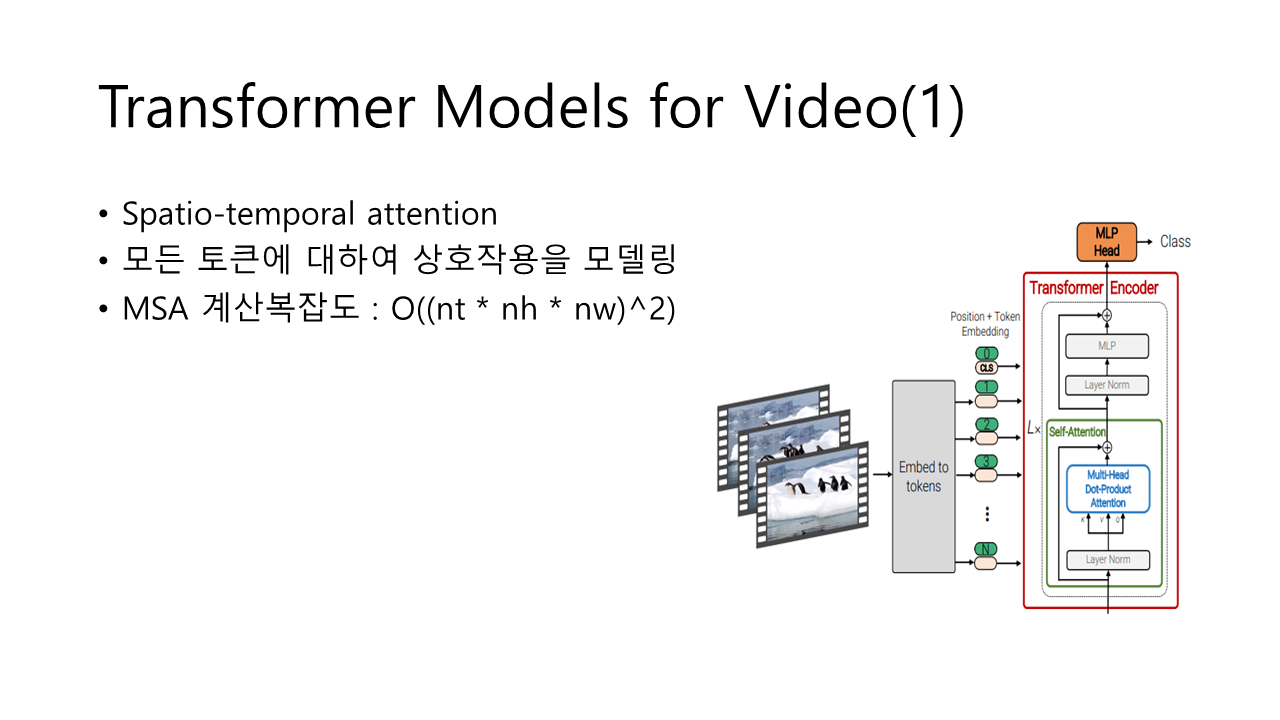 Transformer Models for Video(1)
• Spatio-temporal attention
• 모든 토큰에 대하여 상호작용을 모델링
• MSA 계산복잡도 : O((nt * nh * nw)^2)
MLP
Head
Class
Transformer Encoder
Position + Token
Embedding
0
CLS
MLP
1
Layer Norm
2
L×
Self-Attention
3
Embed to
tokens
Multi-Head
Dot-Product
Attention
K V Q
⋮
N
Layer Norm